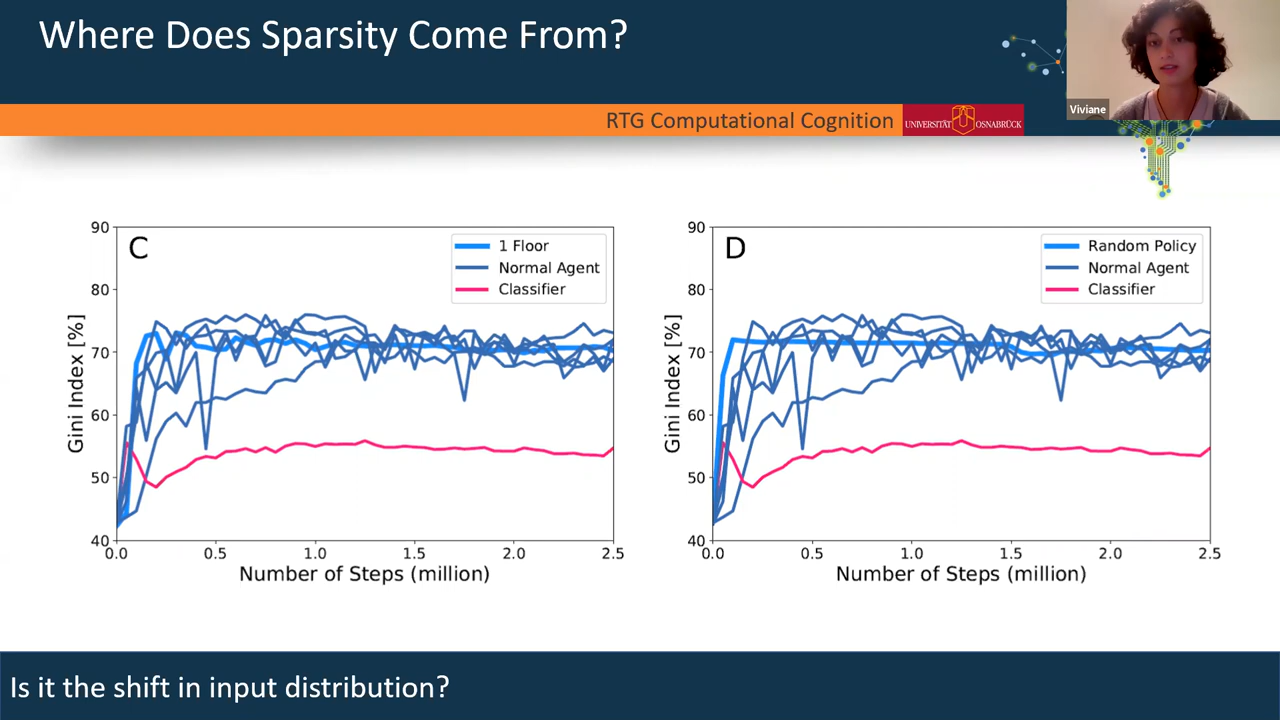 Where Does Sparsity Come From?
Viviane
RTG Computational Cognition
UNIVERSITÄT OSNABRÜCK
C
1 Floor
Normal Agent
Classifier
Gini Index [%]
90
80
70
60
50
40
0.0 0.5 1.0 1.5 2.0 2.5
Number of Steps (million)
D
Random Policy
Normal Agent
Classifier
Gini Index [%]
90
80
70
60
50
40
0.0 0.5 1.0 1.5 2.0 2.5
Number of Steps (million)
Is it the shift in input distribution?